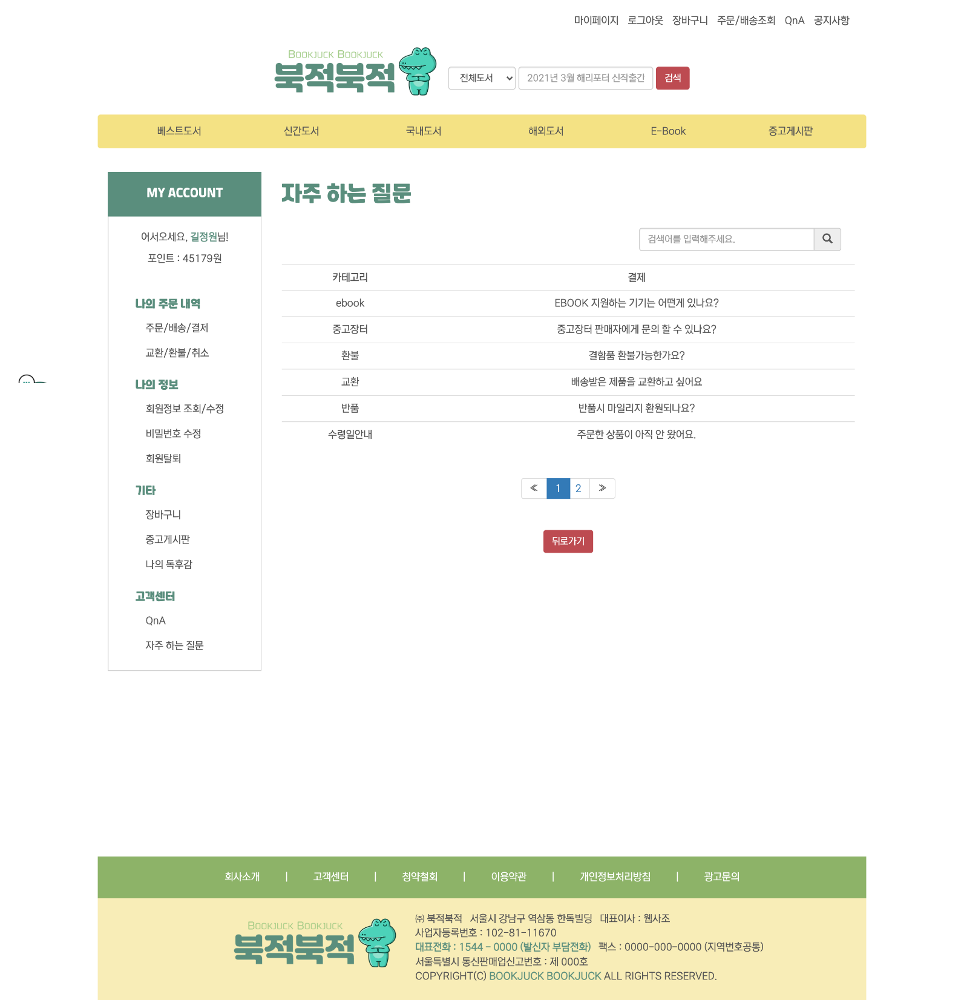 마이페이지 로그아웃 장바구니 주문/배송조회 QnA 공지사항
BOOKJUCK BOOKJUCK
북적북적
전체도서 2021년 3월 해리포터 신작출간 검색
베스트도서 신간도서 국내도서 해외도서 E-Book 중고게시판
MY ACCOUNT
어서오세요, 길정원님!
포인트 : 45179원
나의 주문 내역
주문/배송/결제
교환/환불/취소
나의 정보
회원정보 조회/수정
비밀번호 수정
회원탈퇴
기타
장바구니
중고게시판
나의 독후감
고객센터
QnA
자주 하는 질문
자주 하는 질문
검색어를 입력해주세요.
카테고리 결제
ebook EBOOK 지원하는 기기는 어떤게 있나요?
중고장터 중고장터 판매자에게 문의 할 수 있나요?
환불 결함품 환불가능한가요?
교환 배송받은 제품을 교환하고 싶어요
반품 반품시 마일리지 환원되나요?
수령일안내 주문한 상품이 아직 안 왔어요.
≪ 1 2 ≫
뒤로가기
회사소개 | 고객센터 | 청약철회 | 이용약관 | 개인정보처리방침 | 광고문의
BOOKJUCK BOOKJUCK
북적북적
㈜ 북적북적 서울시 강남구 역삼동 한독빌딩 대표이사 : 웹사조
사업자등록번호 : 102-81-11670
대표전화 : 1544 - 0000 (발신자 부담전화) 팩스 : 0000-000-0000 (지역번호공통)
서울특별시 통신판매업신고번호 : 제 000호
COPYRIGHT(C) BOOKJUCK BOOKJUCK ALL RIGHTS RESERVED.